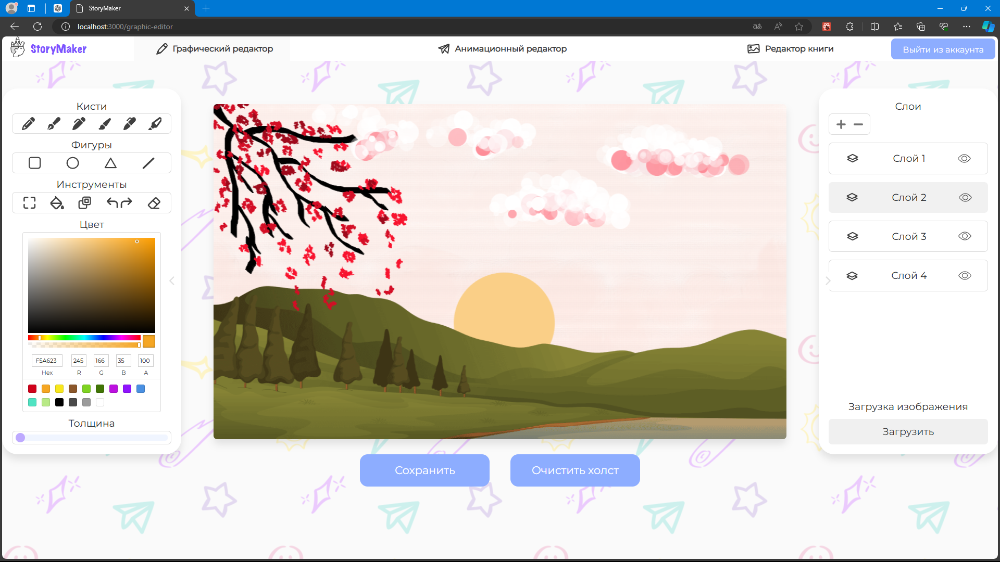 StoryMaker
localhost:3000/graphic-editor
StoryMaker
Графический редактор
Анимационный редактор
Редактор книги
Выйти из аккаунта
Кисти
Фигуры
Инструменты
Цвет
F5A623 245 166 35 100
Hex R G B A
Толщина
Сохранить
Очистить холст
Слои
Слой 1
Слой 2
Слой 3
Слой 4
Загрузка изображения
Загрузить